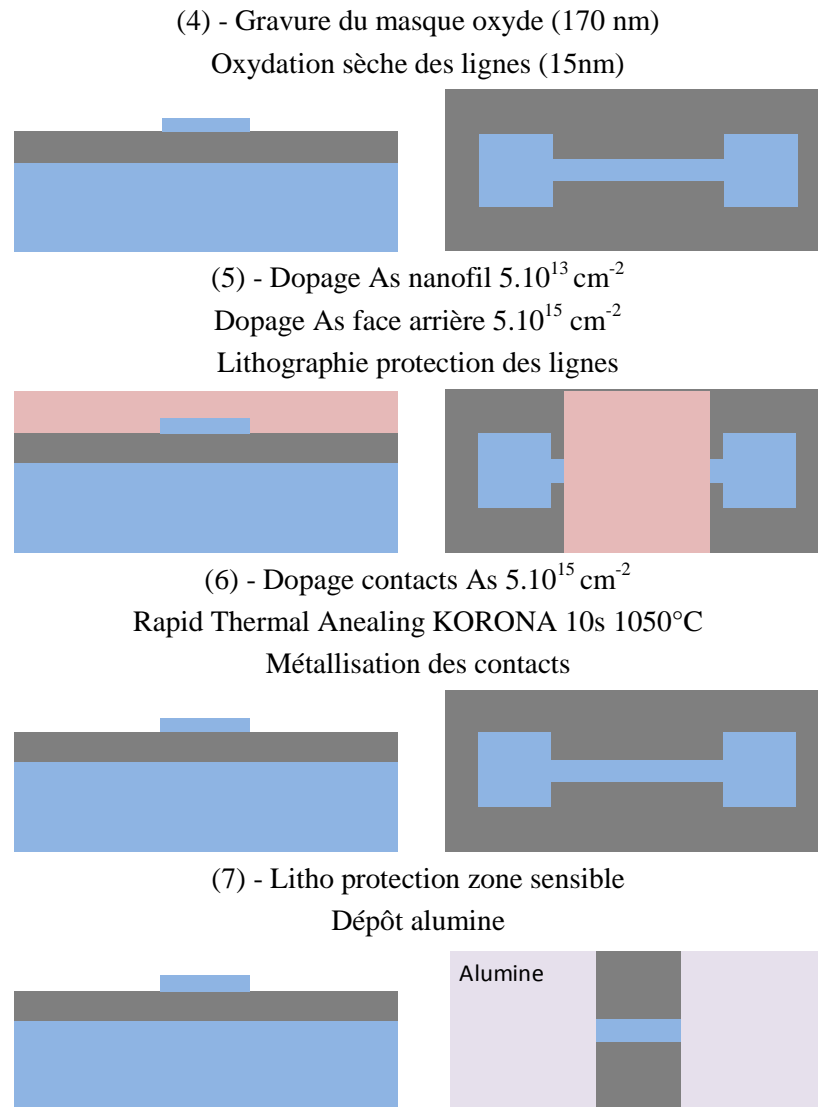 (4) - Gravure du masque oxyde (170 nm)
Oxydation sèche des lignes (15nm)
(5) - Dopage As nanofil 5.10¹³ cm⁻²
Dopage As face arrière 5.10¹⁵ cm⁻²
Lithographie protection des lignes
(6) - Dopage contacts As 5.10¹⁵ cm⁻²
Rapid Thermal Anealing KORONA 10s 1050°C
Métallisation des contacts
(7) - Litho protection zone sensible
Dépôt alumine
Alumine